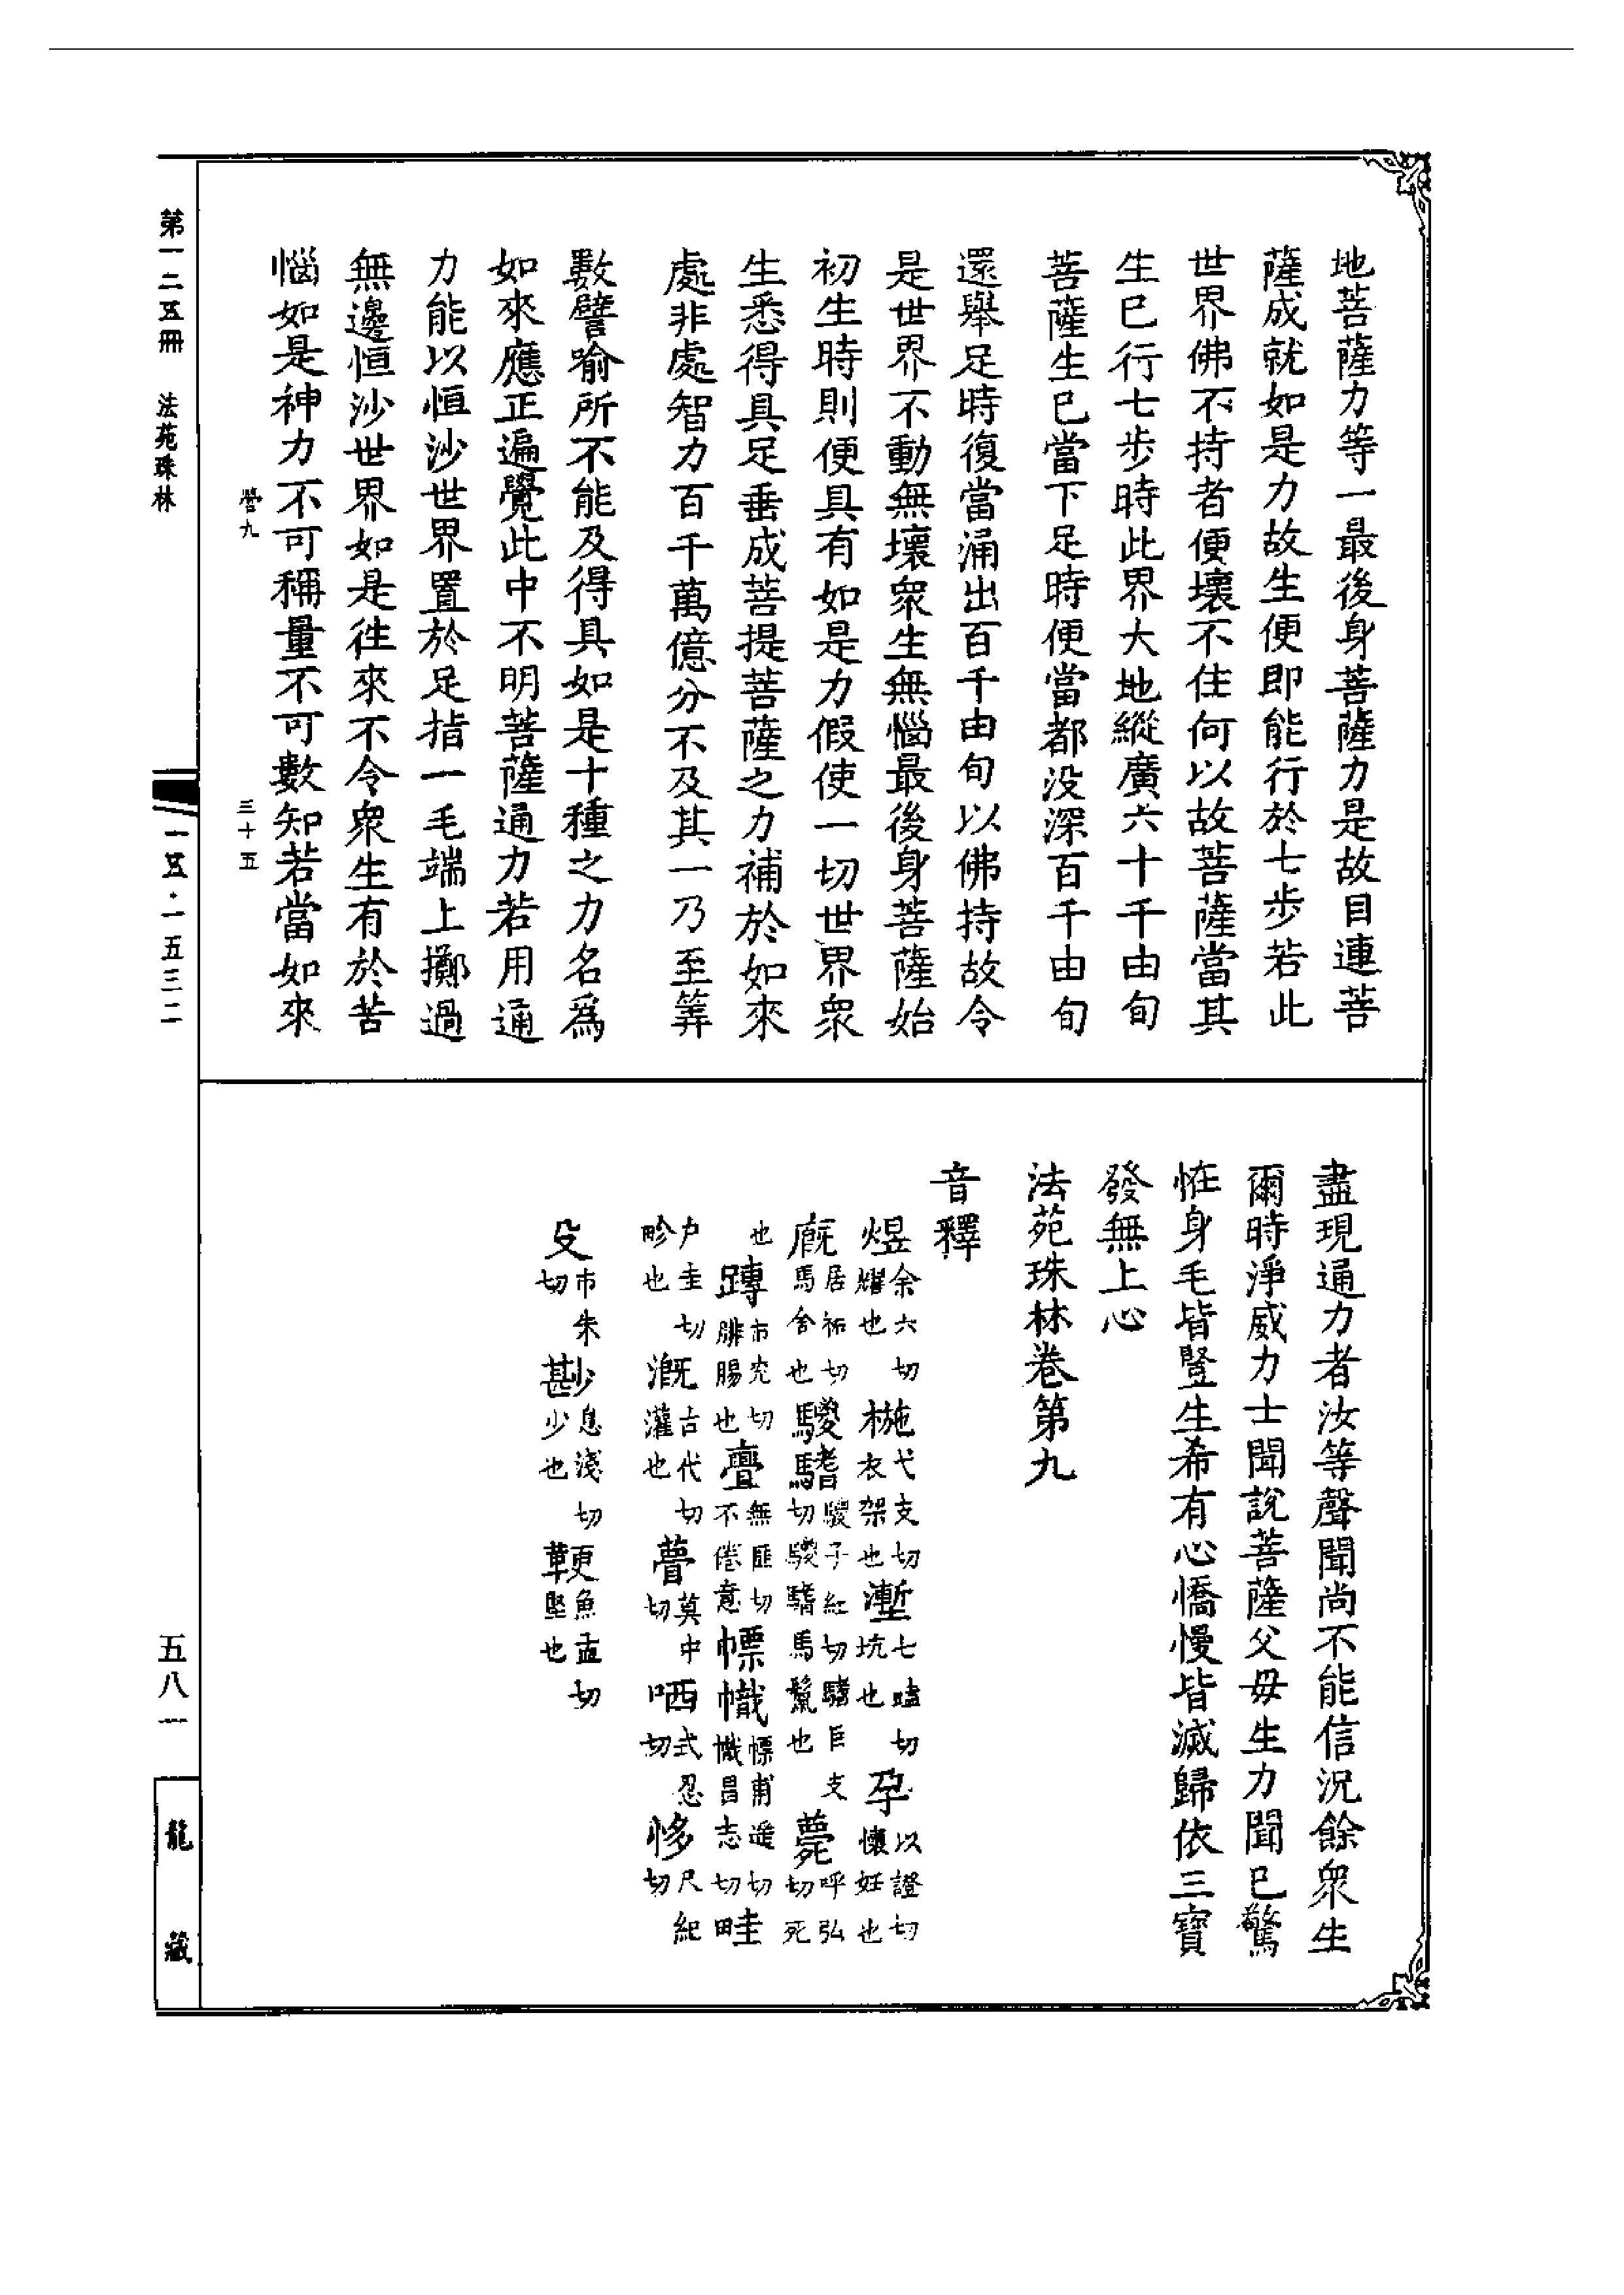 地菩薩力等一最後身菩薩力是故目連菩
薩成就如是力故生便即能行於七步若此
世界佛不持者便壞不住何以故菩薩當其
生已行七步時此界大地縱廣六十千由旬
菩薩生已當下足時便當都没深百千由旬
還舉足時復當涌出百千由旬以佛持故令
是世界不動無壞衆生無惱最後身菩薩始
初生時則便具有如是力假使一切世界衆
生悉得具足垂成菩提菩薩之力補於如來
處非處智力百千萬億分不及其一乃至筭
數譬喻所不能及得具如是十種之力名爲
如來應正遍覺此中不明菩薩通力若用通
力能以恒沙世界置於足指一毛端上擲過
無邊恒沙世界如是往來不令衆生有於苦
惱如是神力不可稱量不可數知若當如來
營九 三十五
盡現通力者汝等聲聞尚不能信況餘衆生
爾時淨威力士聞說菩薩父母生力聞已驚
恠身毛皆豎生希有心憍慢皆滅歸依三寶
發無上心
法苑珠林卷第九
音釋
煜余六切燿也 椸弋支切衣架也 塹七豔切坑也 孕以證切懷妊也
廐居祐切馬舍也 騣鬐騣子紅切鬐巨支切騣鬐馬鬣也 薨呼弘切死
也 膞市兖切腓腸也 亹無匪切不倦意 幖幟幖甫遥切幟昌志切 畦
户圭切畛也 溉古代切灌也 瞢莫中切 哂式忍切 恀尺紙切
殳市朱切 尠息淺切少也 鞕魚孟切堅也
第一二五冊 法苑珠林 一五·一五三二
五八一
龍藏